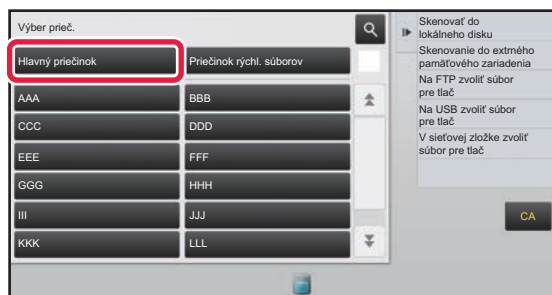 Výber prieč.
Hlavný priečinok
Priečinok rýchl. súborov
AAA
BBB
CCC
DDD
EEE
FFF
GGG
HHH
III
JJJ
KKK
LLL
Skenovať do
lokálneho disku
Skenovanie do extrného
pamäťového zariadenia
Na FTP zvoliť súbor
pre tlač
Na USB zvoliť súbor
pre tlač
V sieťovej zložke zvoliť
súbor pre tlač
CA